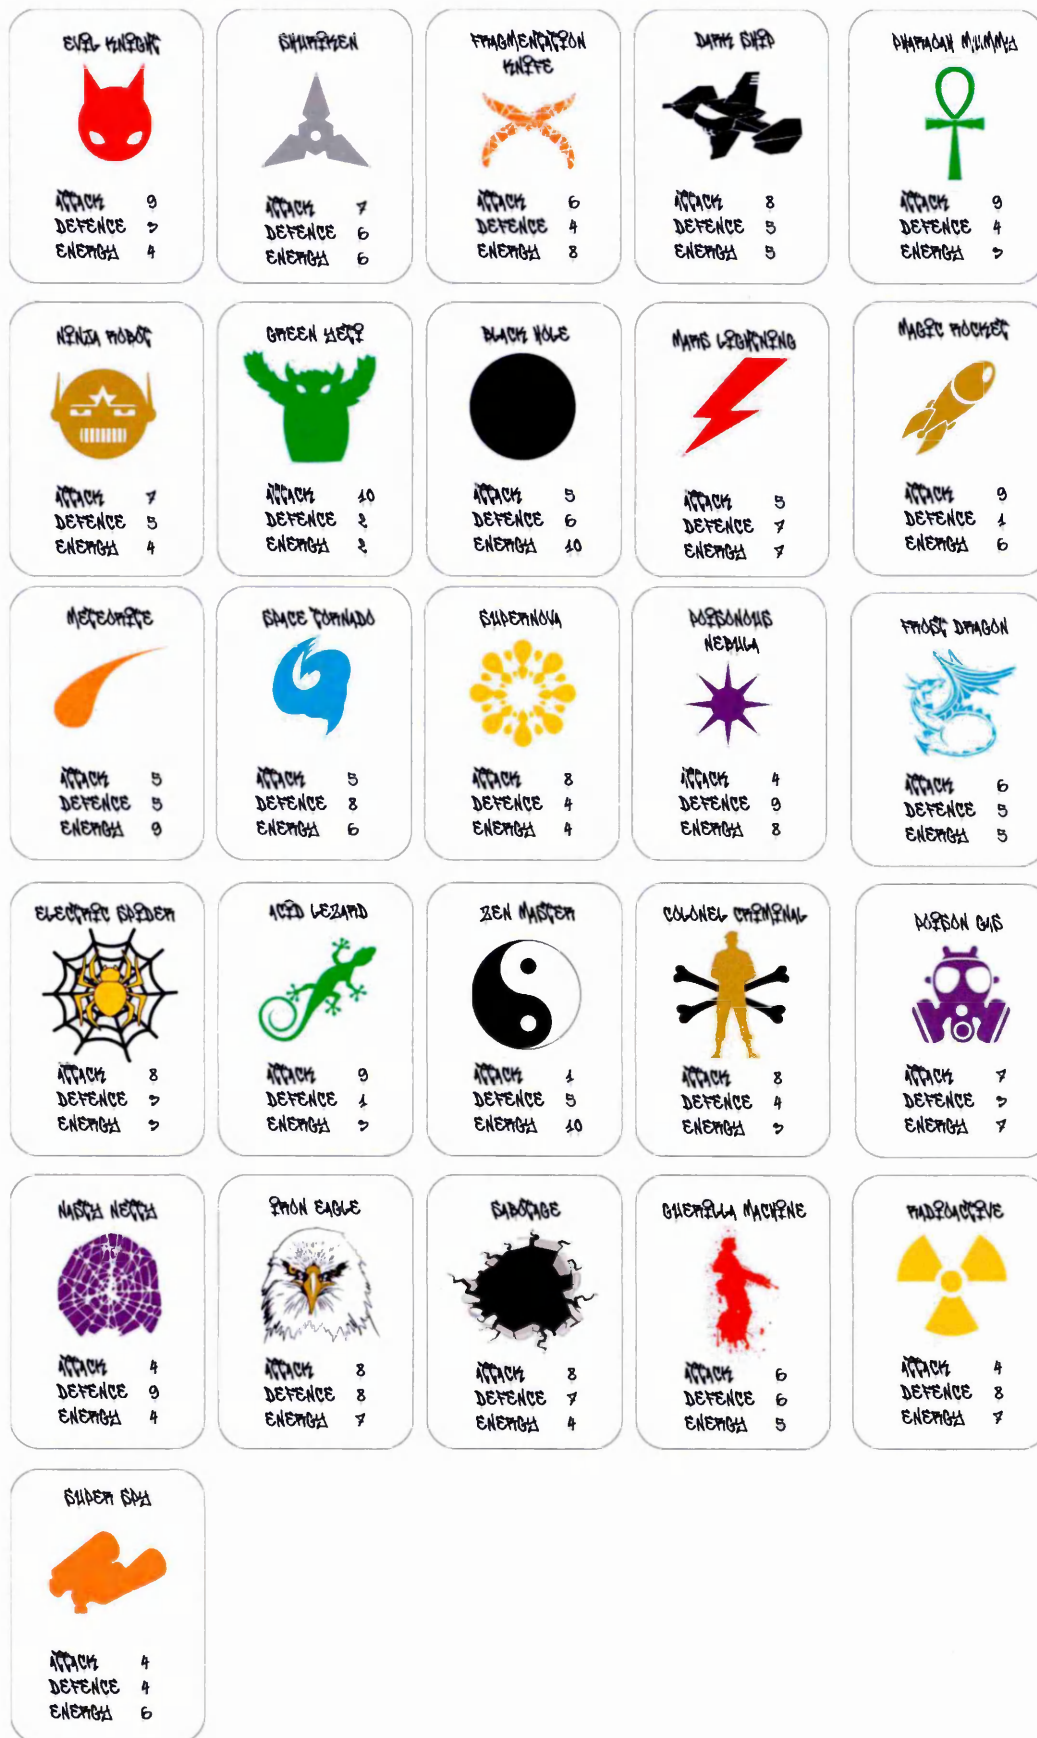 EVIL KNIGHT
ATTACK 9
DEFENCE 3
ENERGY 4
SHURIKEN
ATTACK 7
DEFENCE 6
ENERGY 6
FRAGMENTATION
KNIFE
ATTACK 6
DEFENCE 4
ENERGY 8
DARK SHIP
ATTACK 8
DEFENCE 5
ENERGY 5
PHARAOAH MUMMY
ATTACK 9
DEFENCE 4
ENERGY 3
NINJA ROBOT
ATTACK 7
DEFENCE 5
ENERGY 4
GREEN YETI
ATTACK 10
DEFENCE 2
ENERGY 2
BLACK HOLE
ATTACK 5
DEFENCE 6
ENERGY 10
MARS LIGHTNING
ATTACK 5
DEFENCE 7
ENERGY 7
MAGIC ROCKET
ATTACK 9
DEFENCE 1
ENERGY 6
METEORITE
ATTACK 5
DEFENCE 5
ENERGY 9
SPACE TORNADO
ATTACK 5
DEFENCE 8
ENERGY 6
SUPERNOVA
ATTACK 8
DEFENCE 4
ENERGY 4
POISONOUS
NEBULA
ATTACK 4
DEFENCE 9
ENERGY 8
FROST DRAGON
ATTACK 6
DEFENCE 5
ENERGY 5
ELECTRIC SPIDER
ATTACK 8
DEFENCE 3
ENERGY 3
ACID LEZARD
ATTACK 9
DEFENCE 1
ENERGY 3
ZEN MASTER
ATTACK 1
DEFENCE 5
ENERGY 10
COLONEL CRIMINAL
ATTACK 8
DEFENCE 4
ENERGY 3
POISON GAS
ATTACK 7
DEFENCE 3
ENERGY 7
NASTY NETTY
ATTACK 4
DEFENCE 9
ENERGY 4
IRON EAGLE
ATTACK 8
DEFENCE 8
ENERGY 7
SABOTAGE
ATTACK 8
DEFENCE 7
ENERGY 4
GUERILLA MACHINE
ATTACK 6
DEFENCE 6
ENERGY 5
RADIOACTIVE
ATTACK 4
DEFENCE 8
ENERGY 7
SUPER SPY
ATTACK 4
DEFENCE 4
ENERGY 6